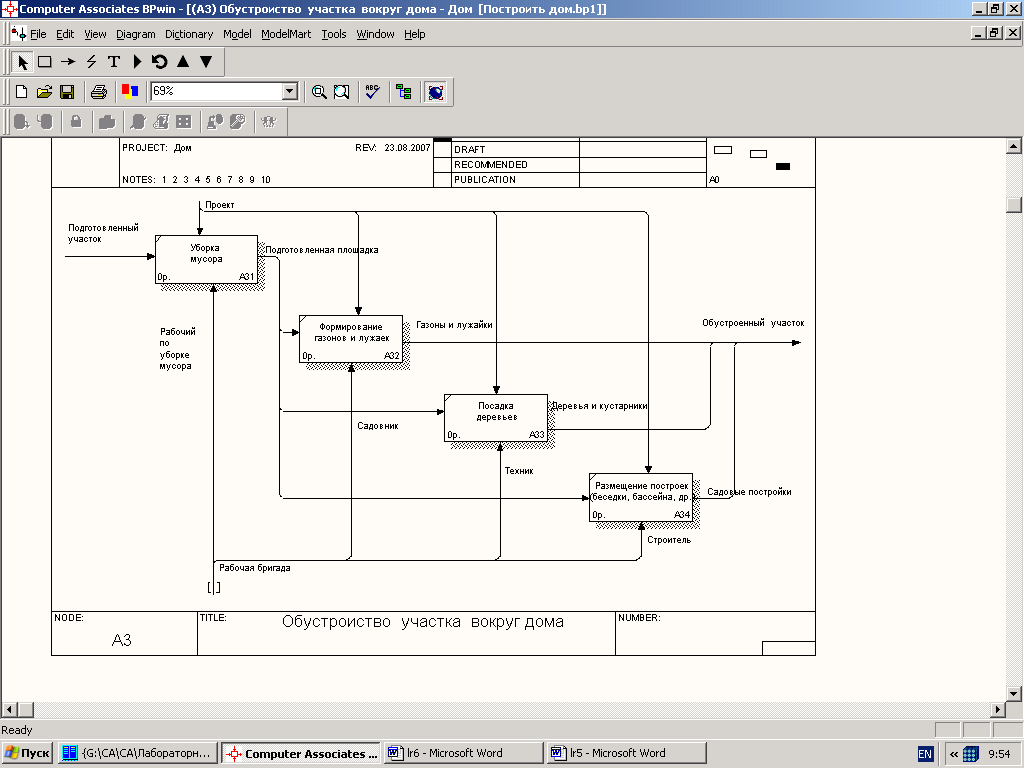 Computer Associates BPwin - [(A3) Обустроиство участка вокруг дома - Дом [Построить дом.bp1]]
File Edit View Diagram Dictionary Model ModelMart Tools Window Help
69%
PROJECT: Дом
REV: 23.08.2007
NOTES: 1 2 3 4 5 6 7 8 9 10
DRAFT
RECOMMENDED
PUBLICATION
A0
Проект
Подготовленный
участок
Уборка
мусора
0р. A31
Подготовленная площадка
Рабочий
по
уборке
мусора
Формирование
газонов и лужаек
0р. A32
Газоны и лужайки
Обустроенный участок
Садовник
Посадка
деревьев
0р. A33
Деревья и кустарники
Техник
Размещение построек
(беседки, бассейна, др.
0р. A34
Садовые постройки
Строитель
Рабочая бригада
NODE:
A3
TITLE:
Обустроиство участка вокруг дома
NUMBER:
Ready
Пуск
{G:\CA\CA\Лабораторн...
Computer Associates ...
lr6 - Microsoft Word
lr5 - Microsoft Word
EN
«
9:54